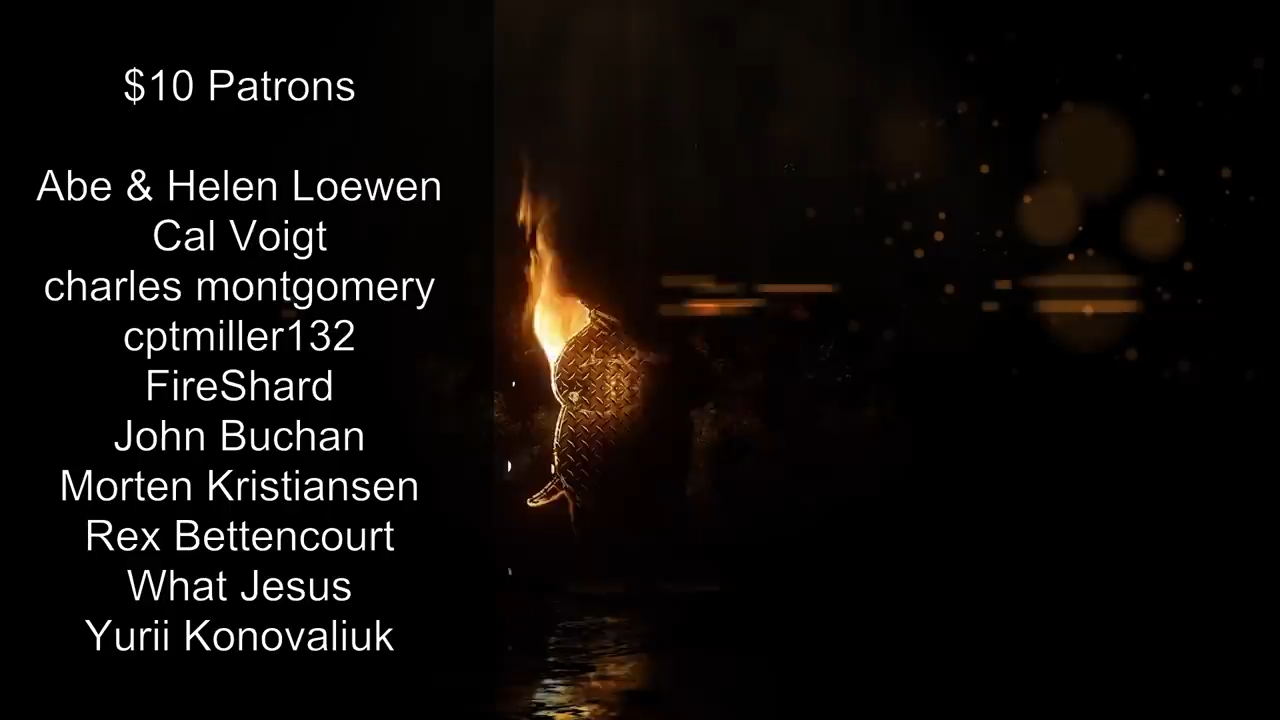 $10 Patrons
Abe & Helen Loewen
Cal Voigt
charles montgomery
cptmiller132
FireShard
John Buchan
Morten Kristiansen
Rex Bettencourt
What Jesus
Yurii Konovaliuk